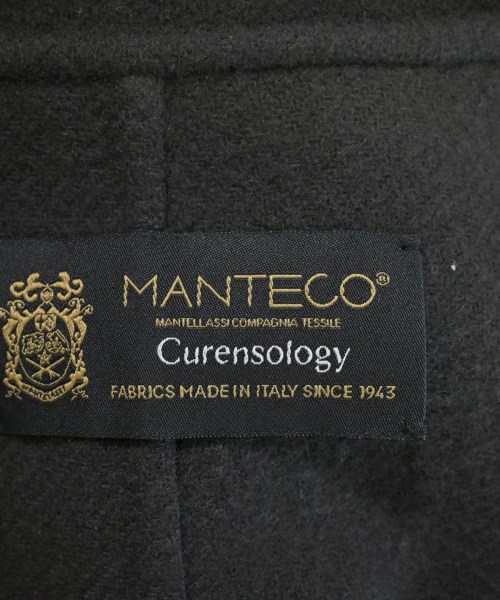 MANTECO®
MANTELLASSI COMPAGNIA TESSILE
Curensology
FABRICS MADE IN ITALY SINCE 1943